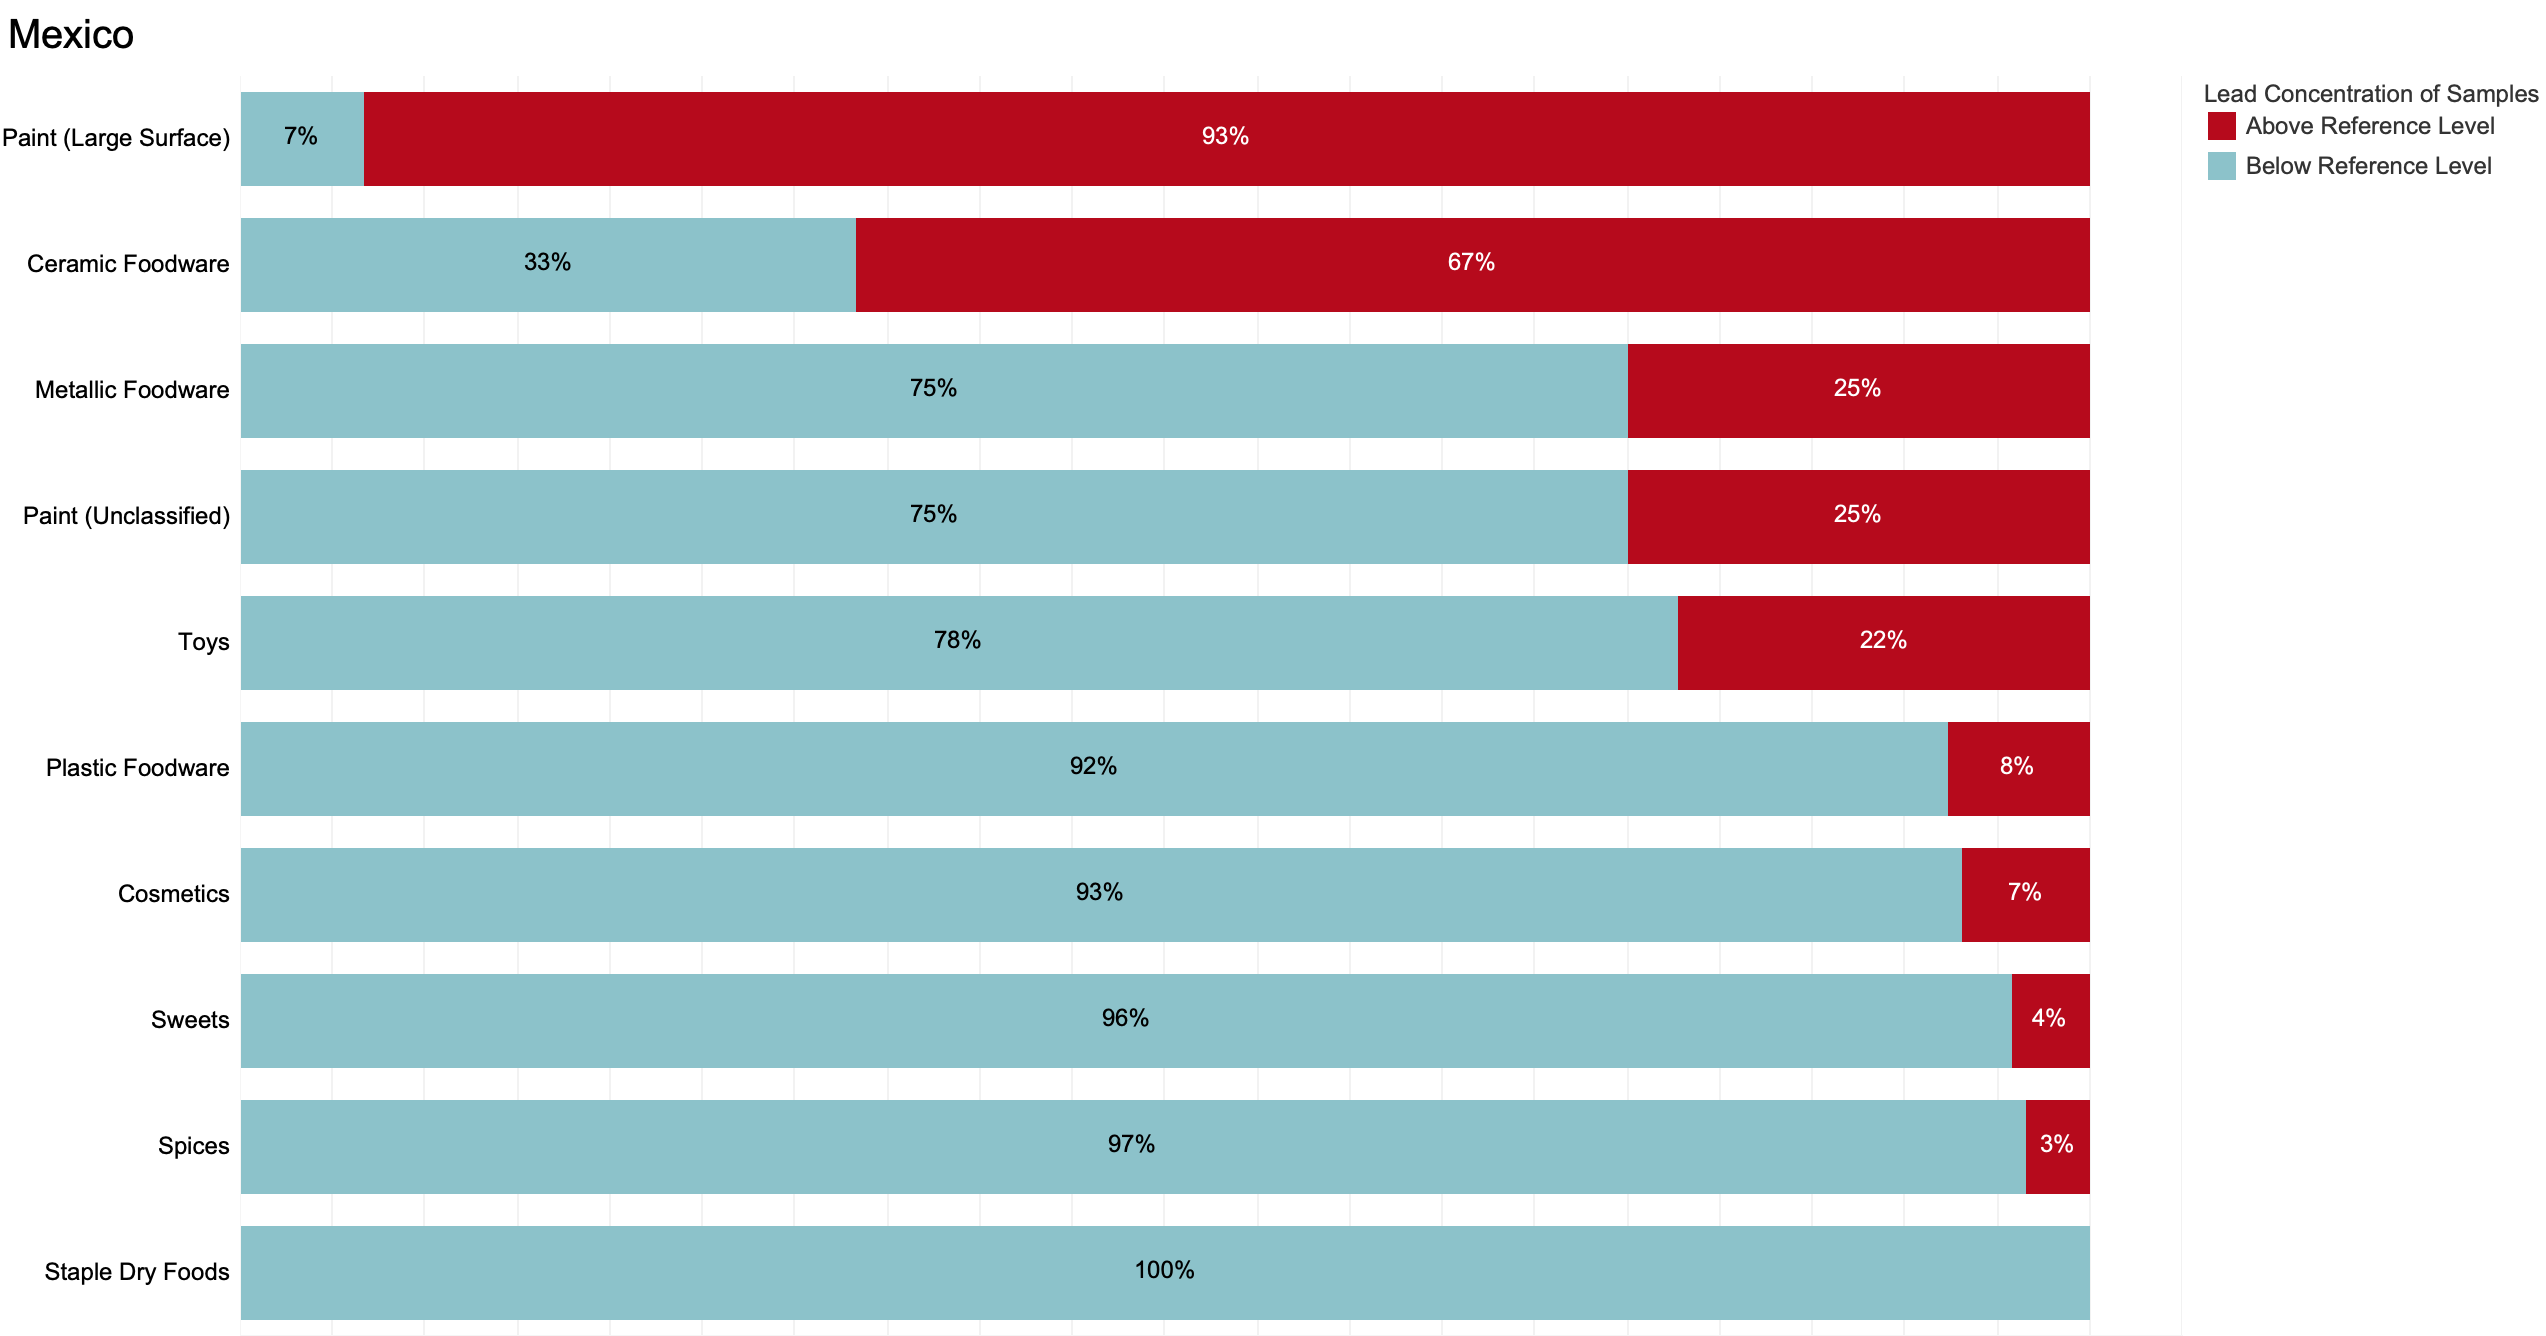 Mexico
Lead Concentration of Samples
Above Reference Level
Below Reference Level
Paint (Large Surface) 7% 93%
Ceramic Foodware 33% 67%
Metallic Foodware 75% 25%
Paint (Unclassified) 75% 25%
Toys 78% 22%
Plastic Foodware 92% 8%
Cosmetics 93% 7%
Sweets 96% 4%
Spices 97% 3%
Staple Dry Foods 100%